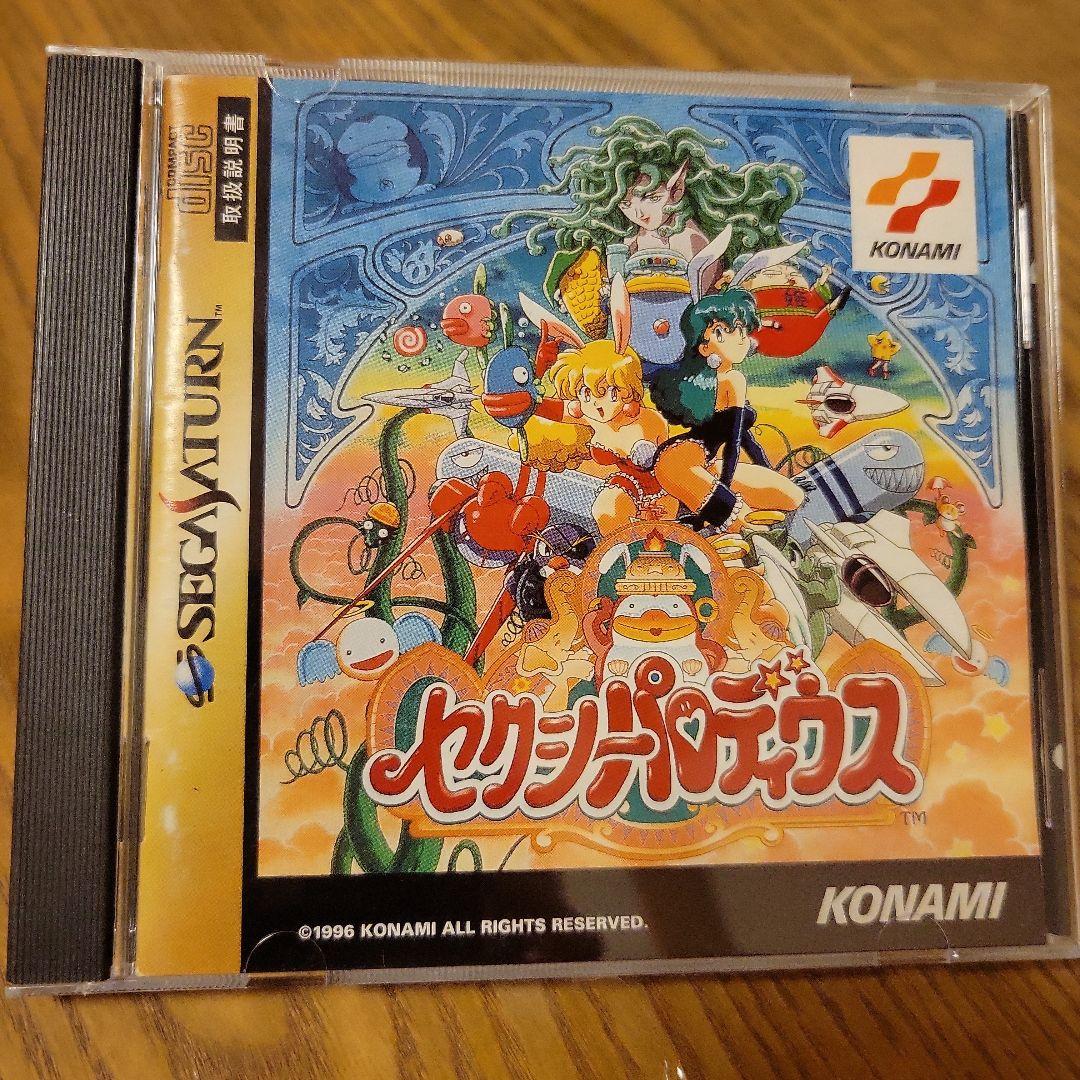 COMPACT
disc
取扱説明書
SEGA SATURN™
KONAMI
セクシーパロディウス
TM
©1996 KONAMI ALL RIGHTS RESERVED.
KONAMI